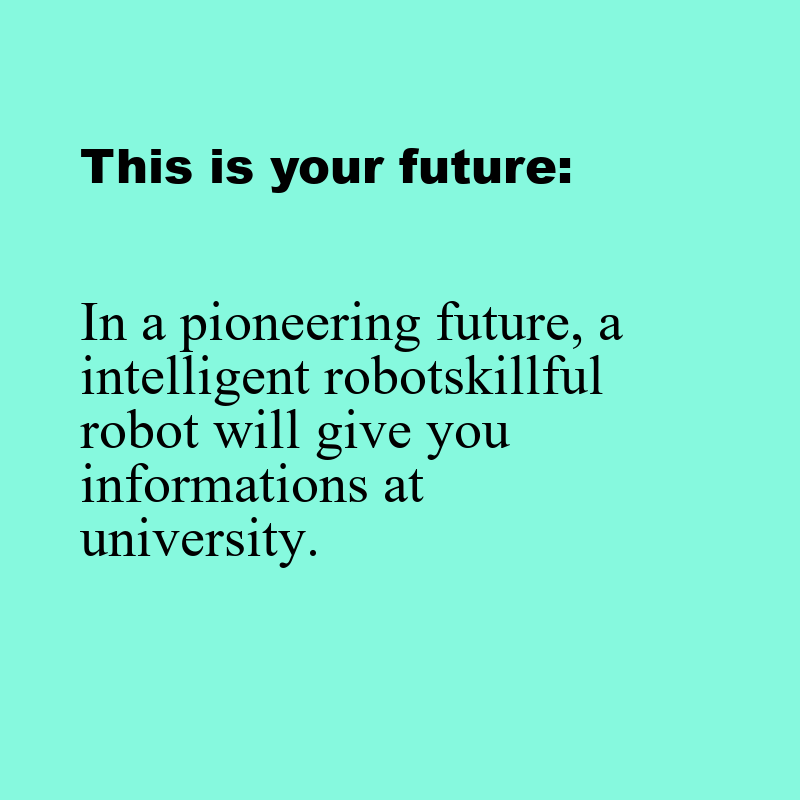 This is your future:
In a pioneering future, a
intelligent robotskillful
robot will give you
informations at
university.